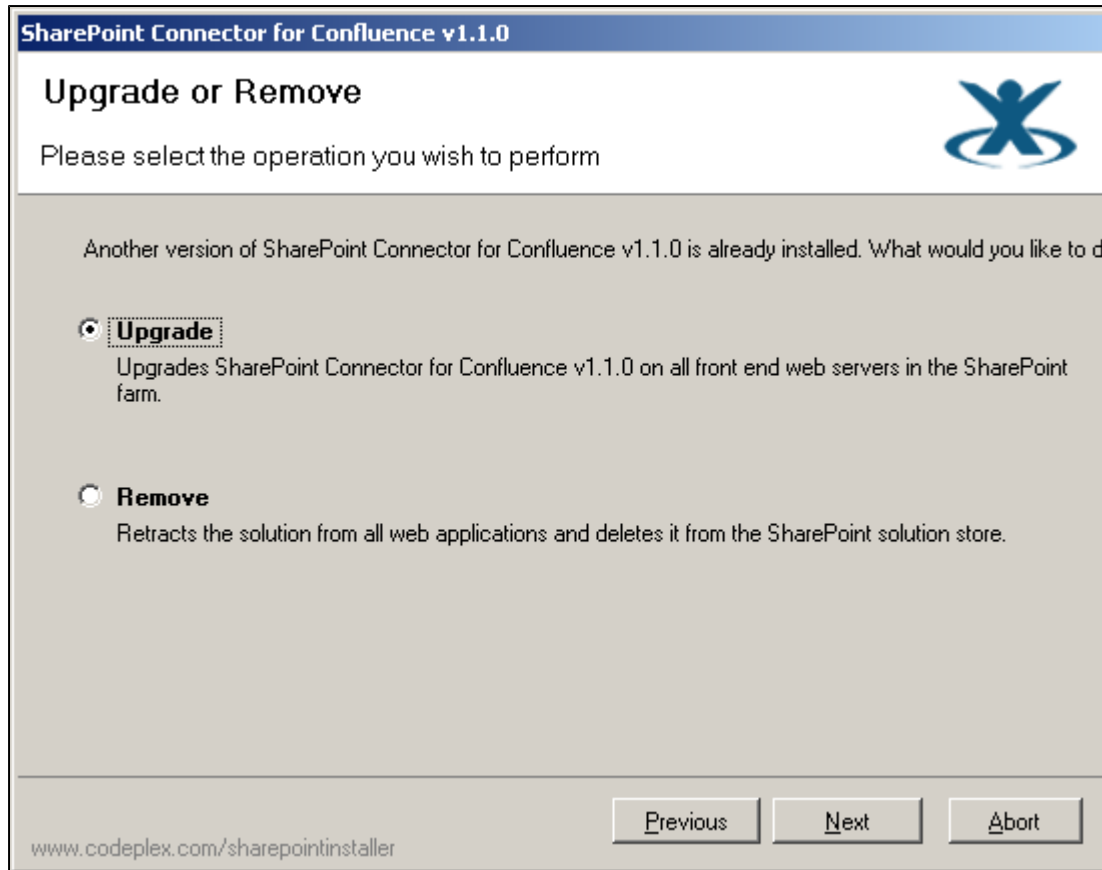 SharePoint Connector for Confluence v1.1.0
Upgrade or Remove
Please select the operation you wish to perform
Another version of SharePoint Connector for Confluence v1.1.0 is already installed. What would you like to d
Upgrade
Upgrades SharePoint Connector for Confluence v1.1.0 on all front end web servers in the SharePoint
farm.
Remove
Retracts the solution from all web applications and deletes it from the SharePoint solution store.
Previous Next Abort
www.codeplex.com/sharepointinstaller